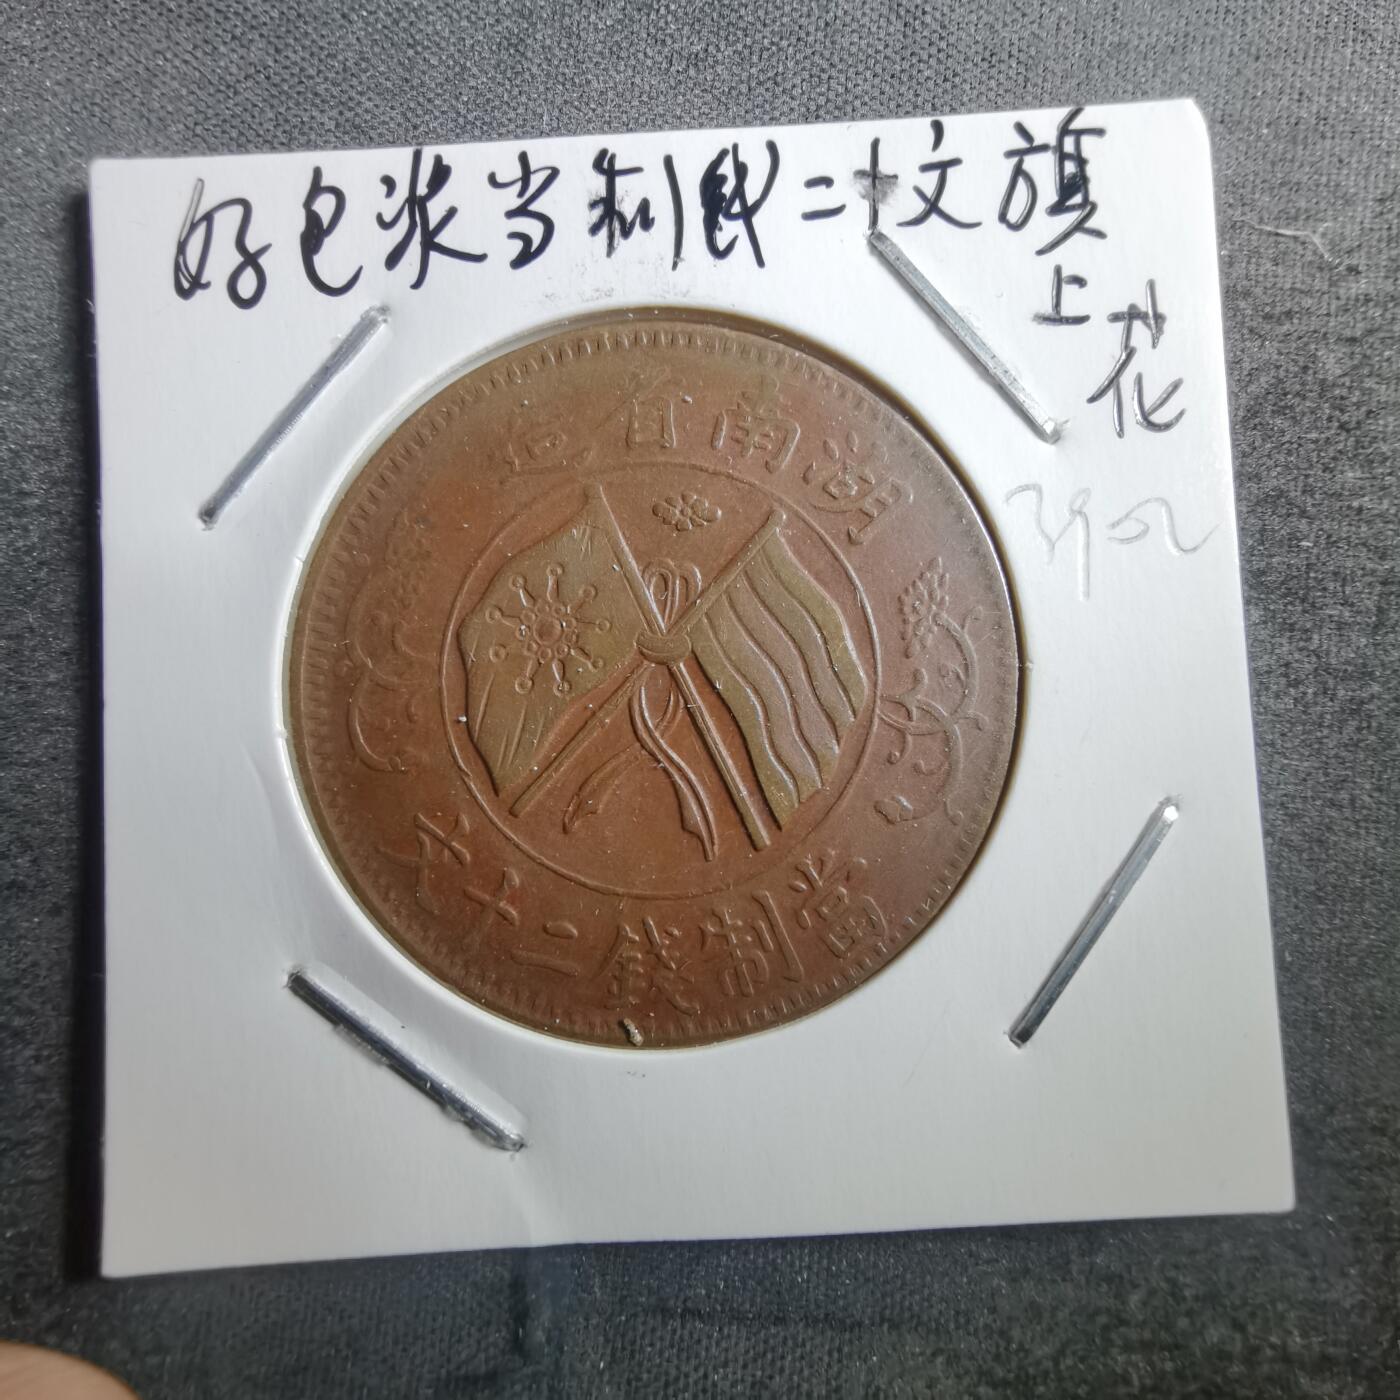 好包浆当制钱二十文旗
上花
湖南省造
當制錢二十文